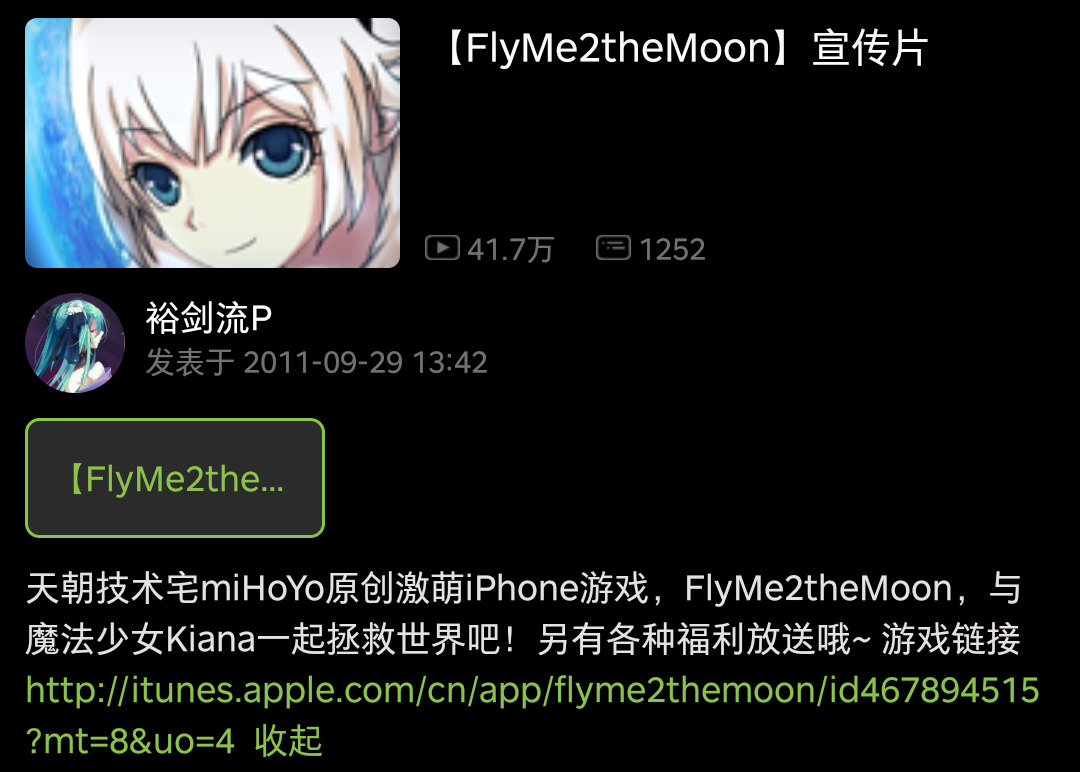 【FlyMe2theMoon】宣传片
41.7万 1252
裕剑流P
发表于 2011-09-29 13:42
【FlyMe2the...
天朝技术宅miHoYo原创激萌iPhone游戏，FlyMe2theMoon，与
魔法少女Kiana一起拯救世界吧！另有各种福利放送哦~ 游戏链接
http://itunes.apple.com/cn/app/flyme2themoon/id467894515
?mt=8&uo=4 收起